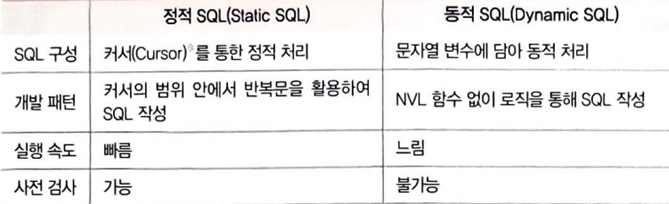 정적 SQL(Static SQL) 동적 SQL(Dynamic SQL)
SQL 구성 커서(Cursor)※를 통한 정적 처리 문자열 변수에 담아 동적 처리
개발 패턴 커서의 범위 안에서 반복문을 활용하여 SQL 작성 NVL 함수 없이 로직을 통해 SQL 작성
실행 속도 빠름 느림
사전 검사 가능 불가능